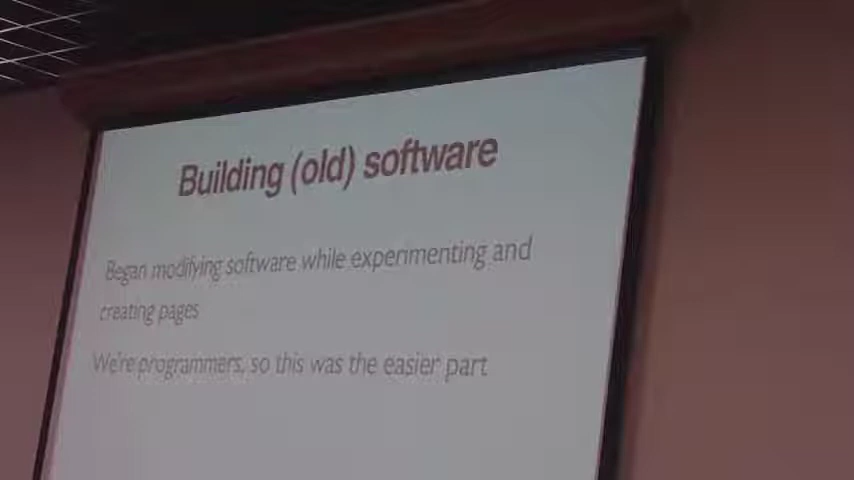 Building (old) software
Began modifying software while experimenting and
creating pages
We're programmers, so this was the easier part